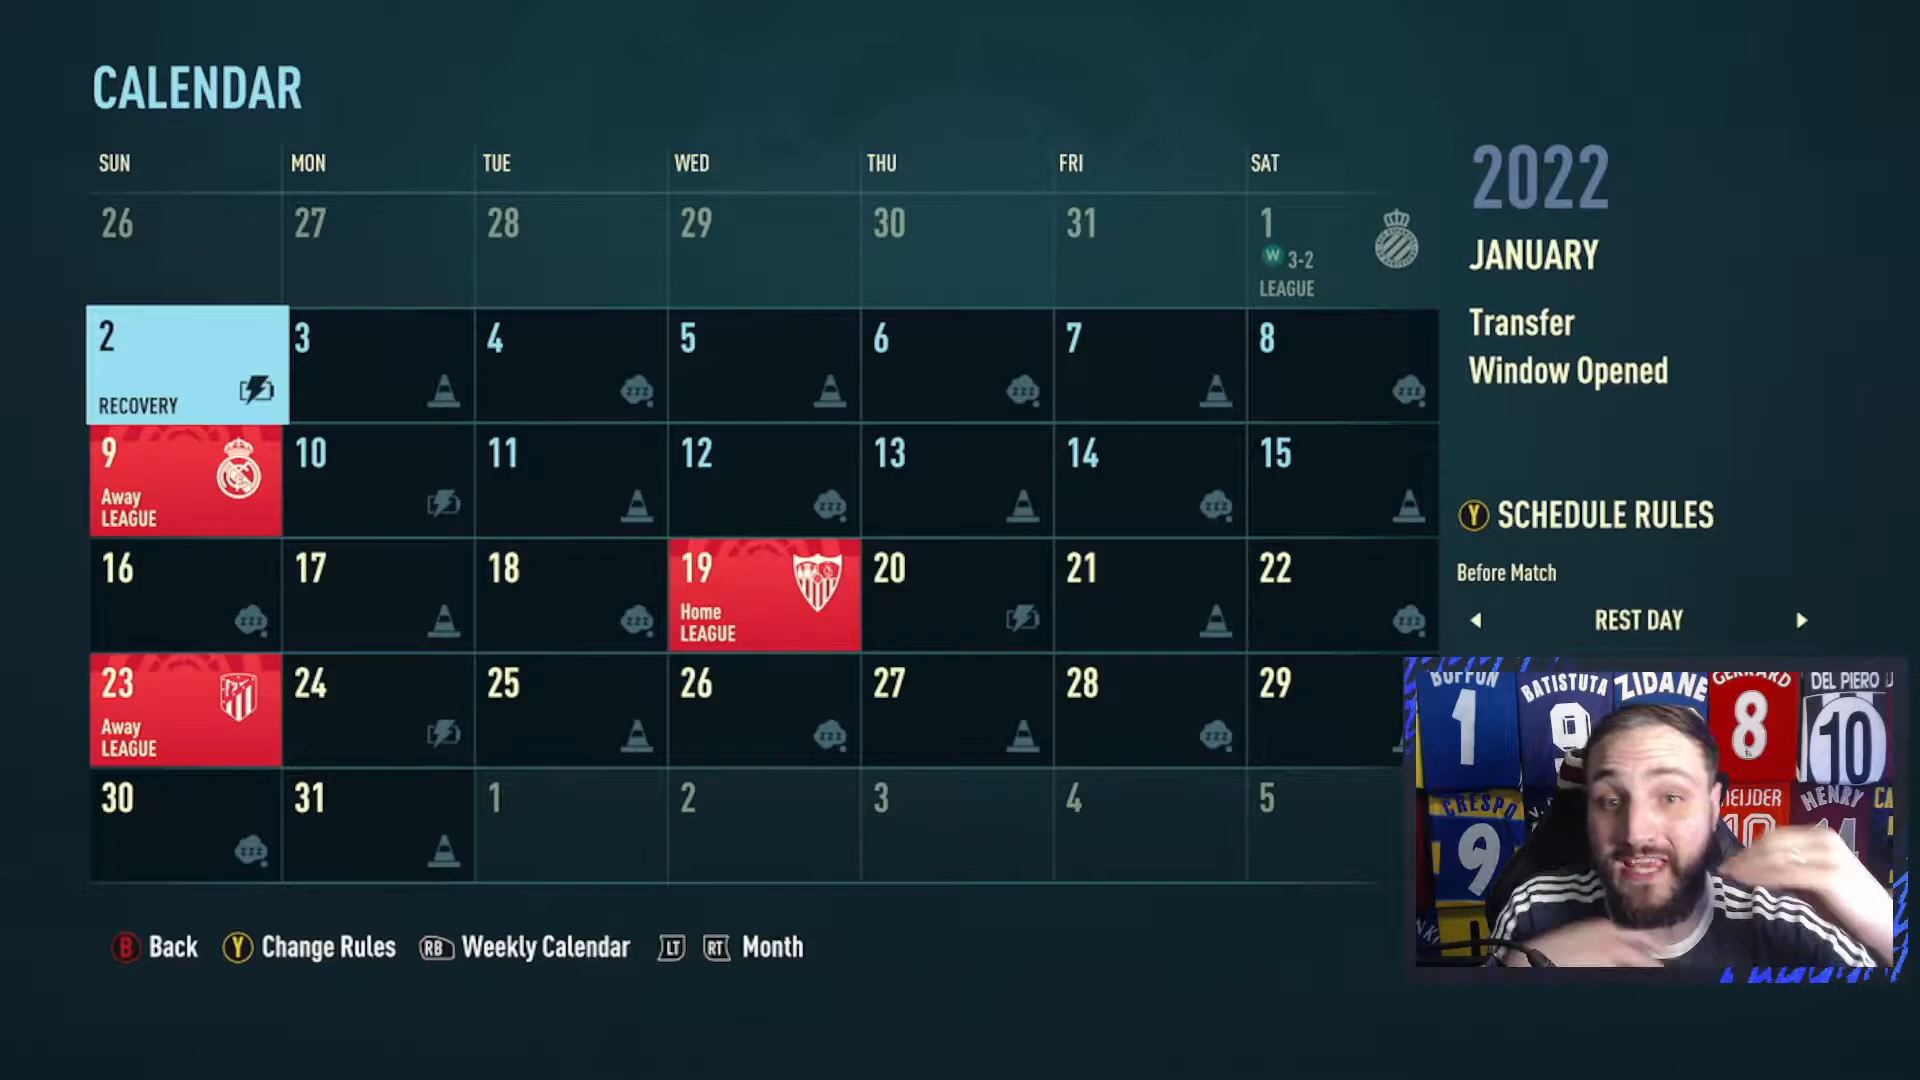 CALENDAR
SUN MON TUE WED THU FRI SAT
26 27 28 29 30 31 1
W 3-2
LEAGUE
2 3 4 5 6 7 8
RECOVERY
9 10 11 12 13 14 15
Away
LEAGUE
16 17 18 19 20 21 22
Home
LEAGUE
23 24 25 26 27 28 29
Away
LEAGUE
30 31 1 2 3 4 5
2022
JANUARY
Transfer
Window Opened
Y SCHEDULE RULES
Before Match
REST DAY
BUFFON
1
BATISTUTA
9
ZIDANE
GERRARD
8
DEL PIERO
10
CRESPO
9
HENRY
14
B Back Y Change Rules RB Weekly Calendar LT RT Month